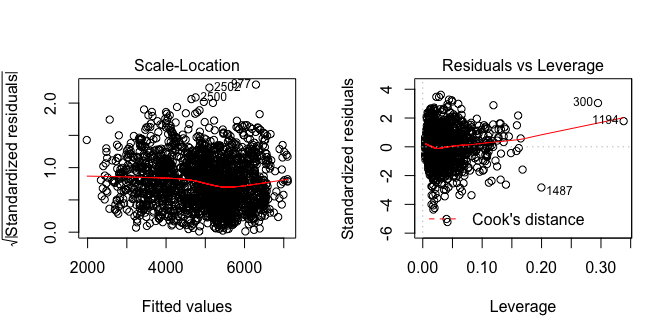 Scale-Location
√|Standardized residuals|
0.0 1.0 2.0
977
2500
2000 4000 6000
Fitted values
Residuals vs Leverage
Standardized residuals
-6 -4 -2 0 2 4
300
1194
1487
Cook's distance
0.00 0.10 0.20 0.30
Leverage